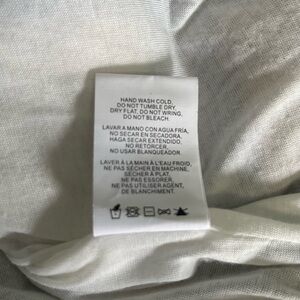 HAND WASH COLD,
DO NOT TUMBLE DRY,
DRY FLAT, DO NOT WRING,
DO NOT BLEACH.
LAVAR A MANO CON AGUA FRÍA,
NO SECAR EN SECADORA,
HAGA SECAR EXTENDIDO,
NO RETORCER,
NO USAR BLANQUEADOR.
LAVER À LA MAIN À L'EAU FROID,
NE PAS SÉCHER EN MACHINE,
SÉCHER À PLAT,
NE PAS ESSORER,
NE PAS UTILISER AGENT,
DE BLANCHIMENT.